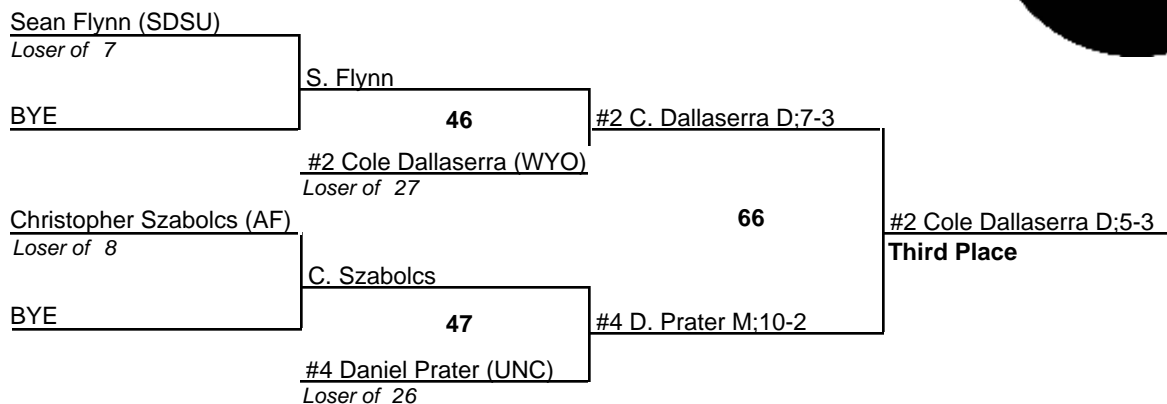 Sean Flynn (SDSU)
Loser of 7
S. Flynn
BYE
46
#2 C. Dallaserra D;7-3
#2 Cole Dallaserra (WYO)
Loser of 27
Christopher Szabolcs (AF)
66
#2 Cole Dallaserra D;5-3
Loser of 8
Third Place
C. Szabolcs
BYE
47
#4 D. Prater M;10-2
#4 Daniel Prater (UNC)
Loser of 26